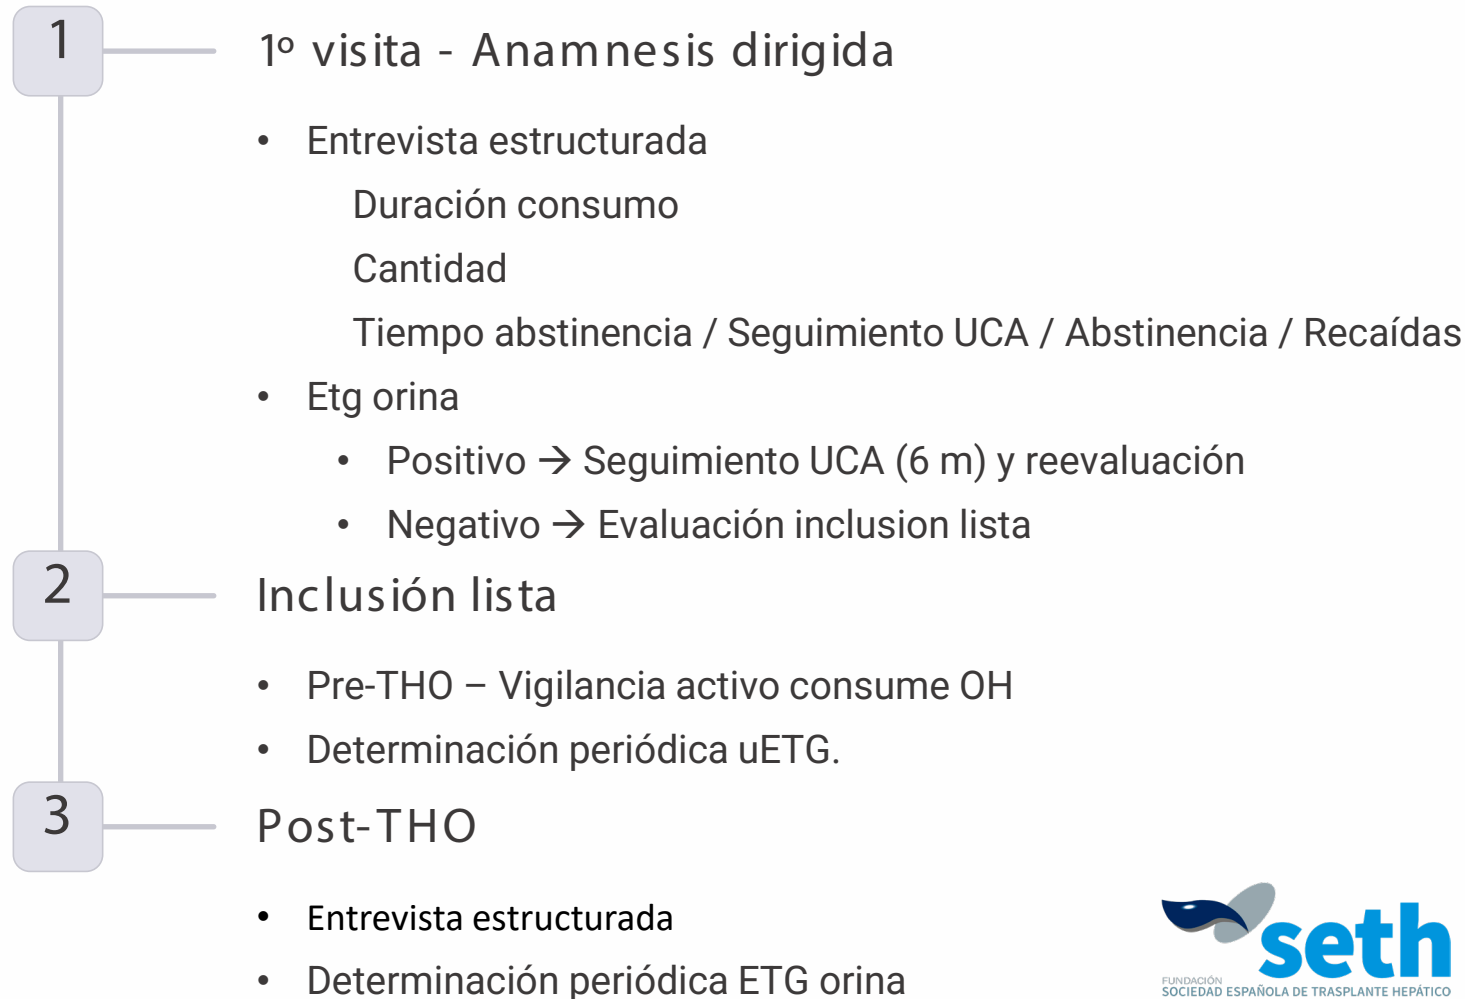 1
1º visita - Anamnesis dirigida
• Entrevista estructurada
Duración consumo
Cantidad
Tiempo abstinencia / Seguimiento UCA / Abstinencia / Recaídas
• Etg orina
• Positivo → Seguimiento UCA (6 m) y reevaluación
• Negativo → Evaluación inclusion lista
2
Inclusión lista
• Pre-THO – Vigilancia activo consume OH
• Determinación periódica uETG.
3
Post-THO
• Entrevista estructurada
• Determinación periódica ETG orina
seth
FUNDACIÓN
SOCIEDAD ESPAÑOLA DE TRASPLANTE HEPÁTICO